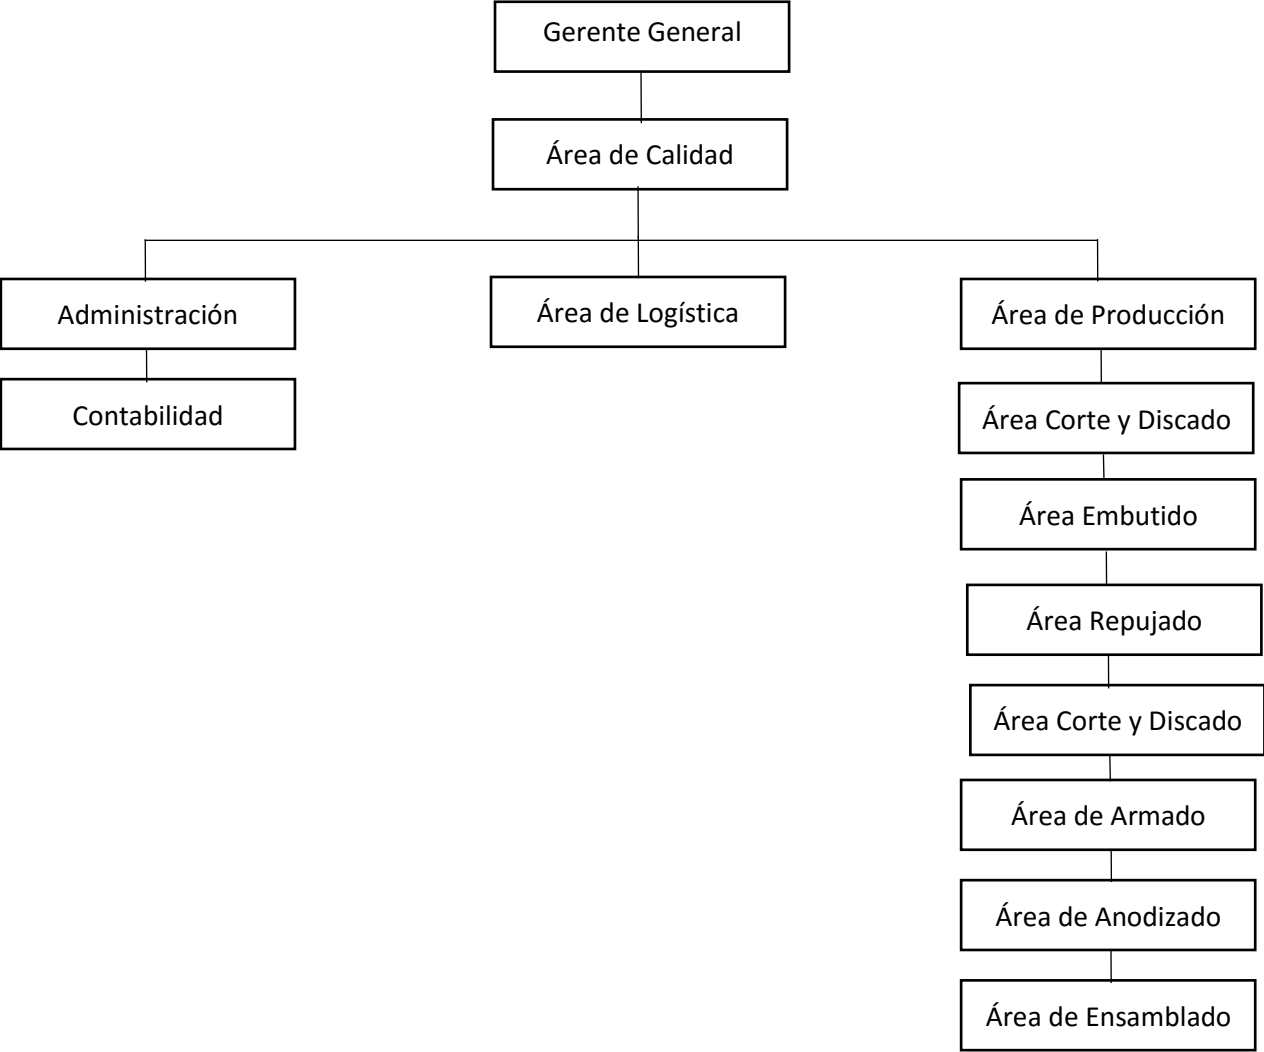 Gerente General
Área de Calidad
Administración
Área de Logística
Área de Producción
Contabilidad
Área Corte y Discado
Área Embutido
Área Repujado
Área Corte y Discado
Área de Armado
Área de Anodizado
Área de Ensamblado